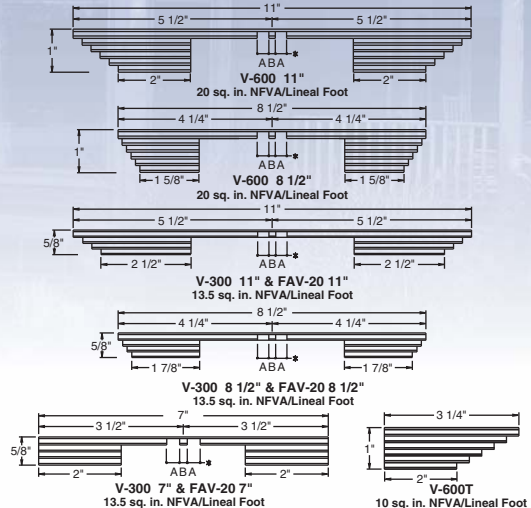 11"
5 1/2" 5 1/2"
1"
2" ABA * 2"
V-600 11"
20 sq. in. NFVA/Lineal Foot
8 1/2"
4 1/4" 4 1/4"
1"
1 5/8" ABA * 1 5/8"
V-600 8 1/2"
20 sq. in. NFVA/Lineal Foot
11"
5 1/2" 5 1/2"
5/8"
2 1/2" ABA * 2 1/2"
V-300 11" & FAV-20 11"
13.5 sq. in. NFVA/Lineal Foot
8 1/2"
4 1/4" 4 1/4"
5/8"
1 7/8" ABA * 1 7/8"
V-300 8 1/2" & FAV-20 8 1/2"
13.5 sq. in. NFVA/Lineal Foot
7"
3 1/2" 3 1/2"
5/8"
2" ABA * 2"
V-300 7" & FAV-20 7"
13.5 sq. in. NFVA/Lineal Foot
3 1/4"
1"
2"
V-600T
10 sq. in. NFVA/Lineal Foot